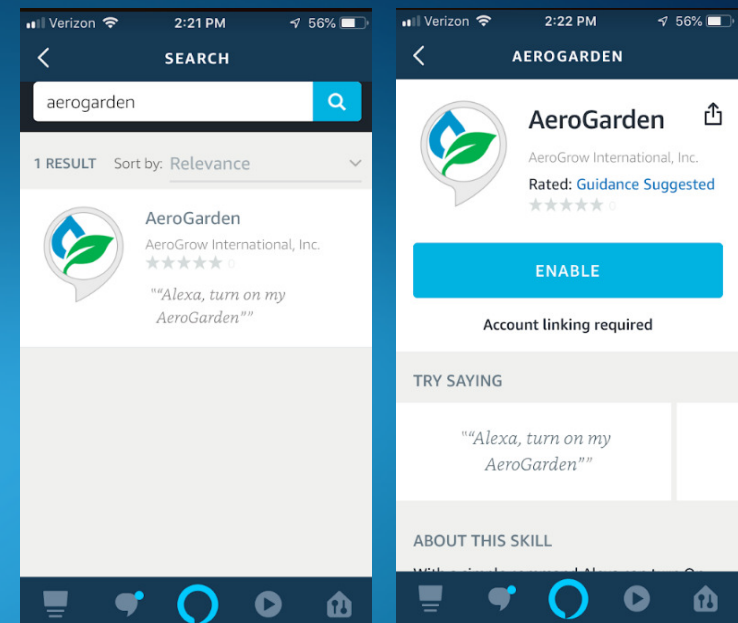 Verizon 2:21 PM 56%
SEARCH
aerogarden
1 RESULT Sort by: Relevance
AeroGarden
AeroGrow International, Inc.
0
"“Alexa, turn on my
AeroGarden”"
Verizon 2:22 PM 56%
AEROGARDEN
AeroGarden
AeroGrow International, Inc.
Rated: Guidance Suggested
0
ENABLE
Account linking required
TRY SAYING
"“Alexa, turn on my
AeroGarden”"
ABOUT THIS SKILL